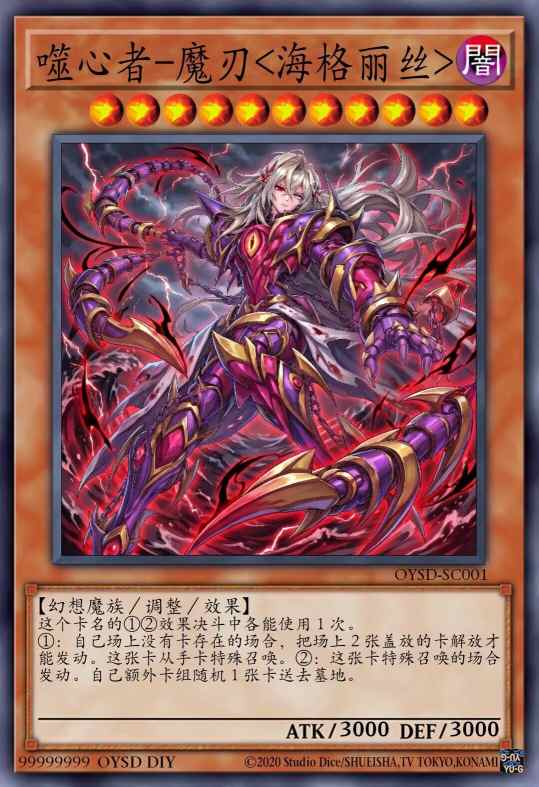 噬心者-魔刃<海格丽丝>
闇
OYSD-SC001
【幻想魔族／调整／效果】
这个卡名的①②效果决斗中各能使用1次。
①：自己场上没有卡存在的场合，把场上2张盖放的卡解放才
能发动。这张卡从手卡特殊召唤。②：这张卡特殊召唤的场合
发动。自己额外卡组随机1张卡送去墓地。
ATK/3000 DEF/3000
99999999 OYSD DIY ©2020 Studio Dice/SHUEISHA,TV TOKYO,KONAMI